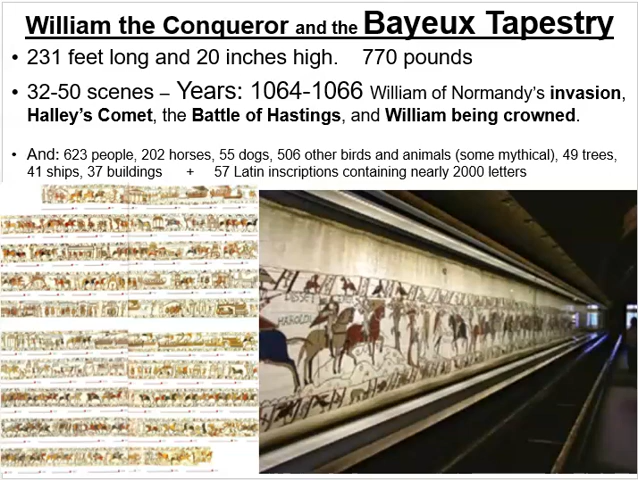 William the Conqueror and the Bayeux Tapestry
• 231 feet long and 20 inches high. 770 pounds
• 32-50 scenes – Years: 1064-1066 William of Normandy's invasion,
Halley's Comet, the Battle of Hastings, and William being crowned.
• And: 623 people, 202 horses, 55 dogs, 506 other birds and animals (some mythical), 49 trees,
41 ships, 37 buildings + 57 Latin inscriptions containing nearly 2000 letters
HAROLD